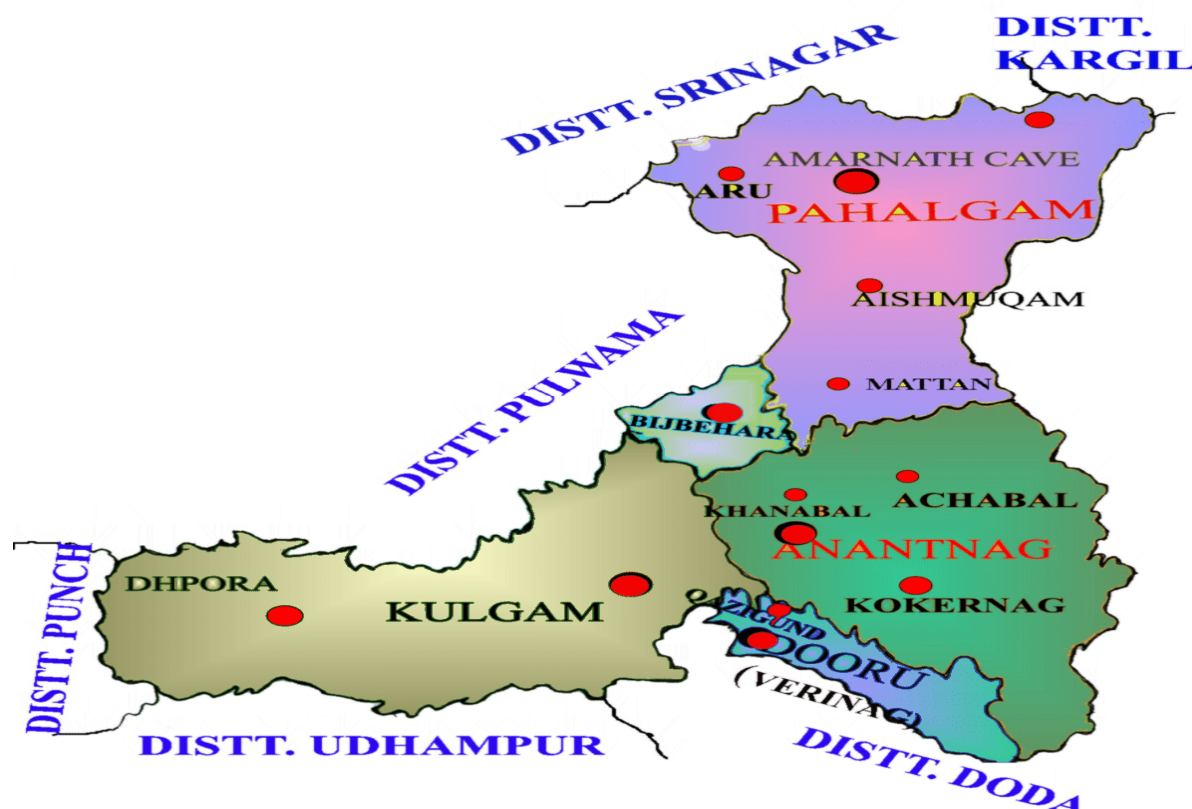 DISTT.
KARGIL
DISTT. SRINAGAR
AMARNATH CAVE
ARU
PAHALGAM
AISHMUQAM
DISTT. PULWAMA
MATTAN
BIJBEHARA
ACHABAL
KHANABAL
ANANTNAG
DISTT. PUNCH
DHPORA
KULGAM
QAZIGUND
KOKERNAG
DOORU
(VERINAG)
DISTT. UDHAMPUR
DISTT. DODA